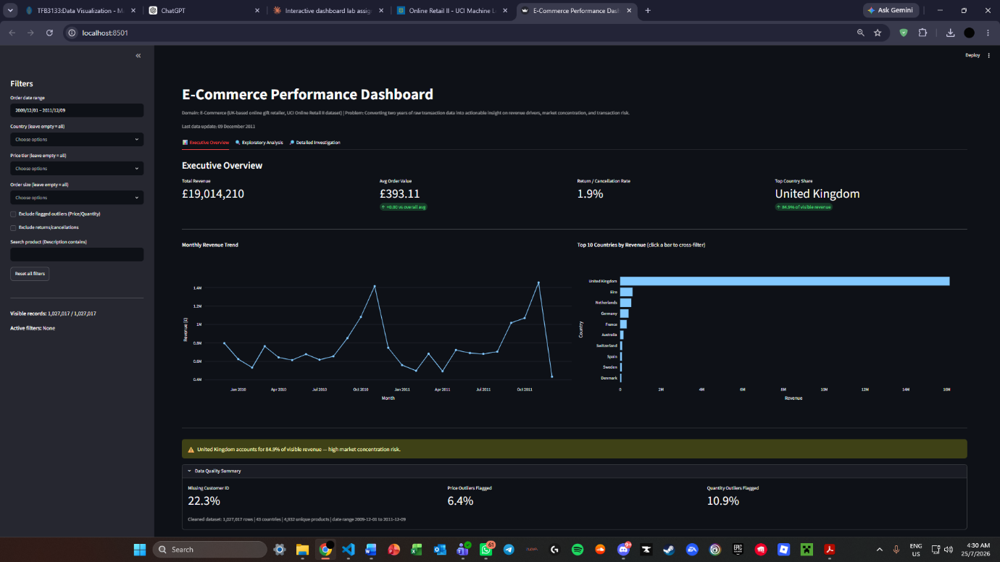 TFB3133:Data Visualization - M
ChatGPT
Interactive dashboard lab assig
Online Retail II - UCI Machine L
E-Commerce Performance Dash
Ask Gemini
localhost:8501
Deploy
Filters
Order date range
2009/12/01 – 2011/12/09
Country (leave empty = all)
Choose options
Price tier (leave empty = all)
Choose options
Order size (leave empty = all)
Choose options
Exclude flagged outliers (Price/Quantity)
Exclude returns/cancellations
Search product (Description contains)
Reset all filters
Visible records: 1,027,017 / 1,027,017
Active filters: None
E-Commerce Performance Dashboard
Domain: E-Commerce (UK-based online gift retailer, UCI Online Retail II dataset) | Problem: Converting two years of raw transaction data into actionable insight on revenue drivers, market concentration, and transaction risk.
Last data update: 09 December 2011
Executive Overview
Exploratory Analysis
Detailed Investigation
Executive Overview
Total Revenue
£19,014,210
Avg Order Value
£393.11
↑ +0.00 vs overall avg
Return / Cancellation Rate
1.9%
Top Country Share
United Kingdom
↑ 84.9% of visible revenue
Monthly Revenue Trend
1.4M
1.2M
1M
0.8M
0.6M
0.4M
Revenue (£)
Jan 2010
Apr 2010
Jul 2010
Oct 2010
Jan 2011
Apr 2011
Jul 2011
Oct 2011
Month
Top 10 Countries by Revenue (click a bar to cross-filter)
United Kingdom
Eire
Netherlands
Germany
France
Australia
Switzerland
Spain
Sweden
Denmark
Country
0
2M
4M
6M
8M
10M
12M
14M
16M
Revenue
United Kingdom accounts for 84.9% of visible revenue — high market concentration risk.
Data Quality Summary
Missing Customer ID
22.3%
Price Outliers Flagged
6.4%
Quantity Outliers Flagged
10.9%
Cleaned dataset: 1,027,017 rows | 43 countries | 4,932 unique products | date range 2009-12-01 to 2011-12-09
Search
61
9+
EPIC
ENG
US
4:30 AM
25/7/2026